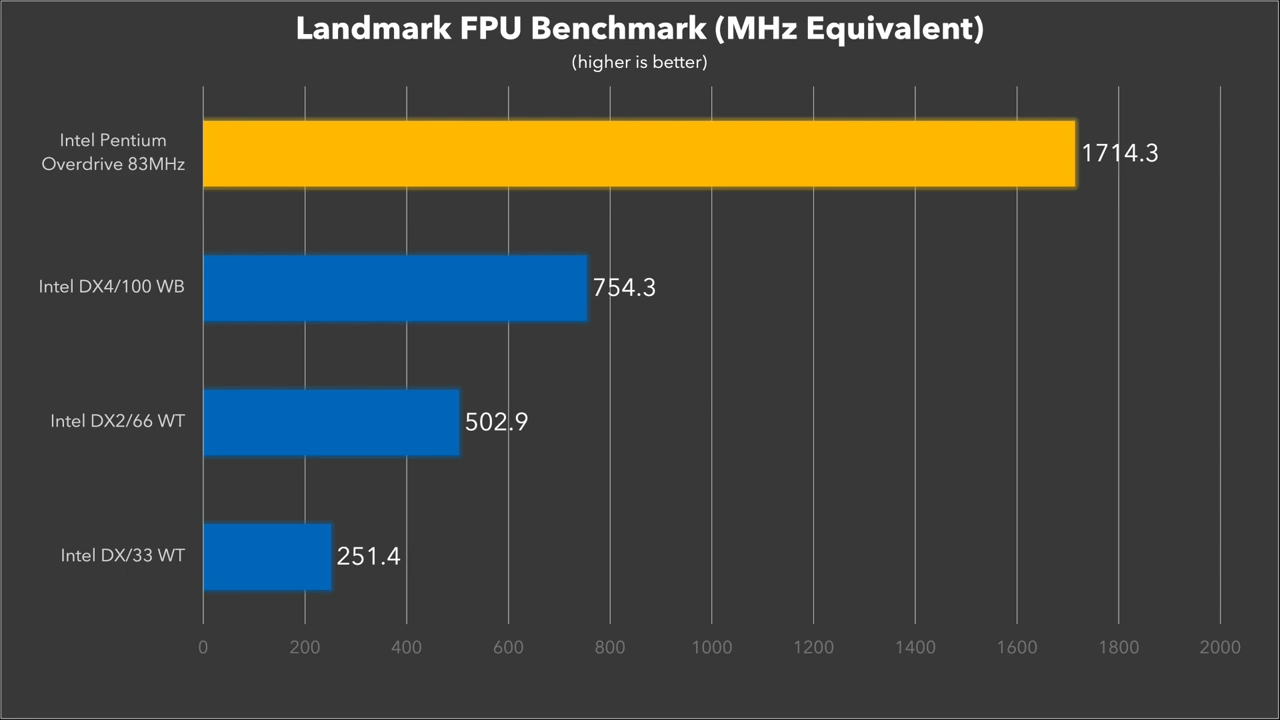 Landmark FPU Benchmark (MHz Equivalent)
(higher is better)
Intel Pentium
Overdrive 83MHz
1714.3
Intel DX4/100 WB
754.3
Intel DX2/66 WT
502.9
Intel DX/33 WT
251.4
0 200 400 600 800 1000 1200 1400 1600 1800 2000